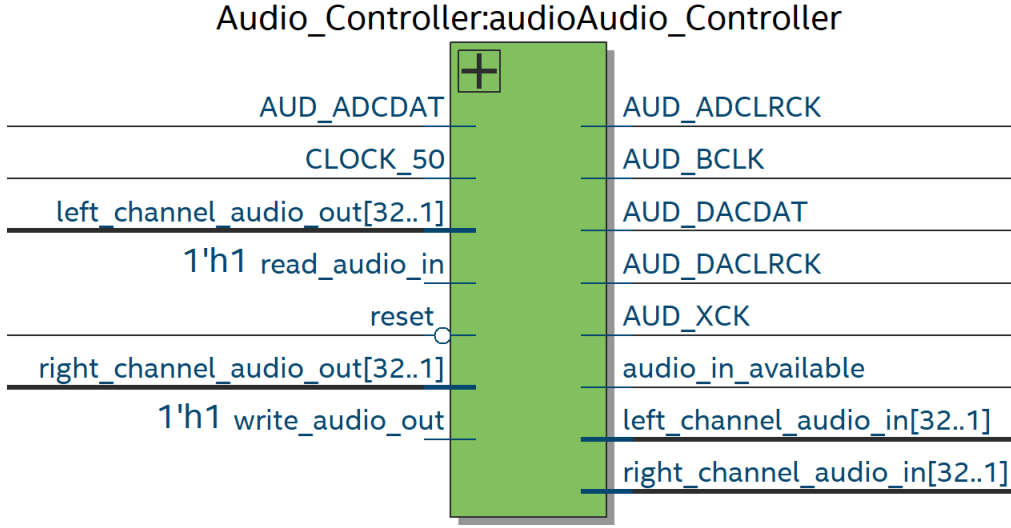 Audio_Controller:audioAudio_Controller
AUD_ADCDAT
AUD_ADCLRCK
CLOCK_50
AUD_BCLK
left_channel_audio_out[32..1]
AUD_DACDAT
1'h1 read_audio_in
AUD_DACLRCK
reset
AUD_XCK
right_channel_audio_out[32..1]
audio_in_available
1'h1 write_audio_out
left_channel_audio_in[32..1]
right_channel_audio_in[32..1]